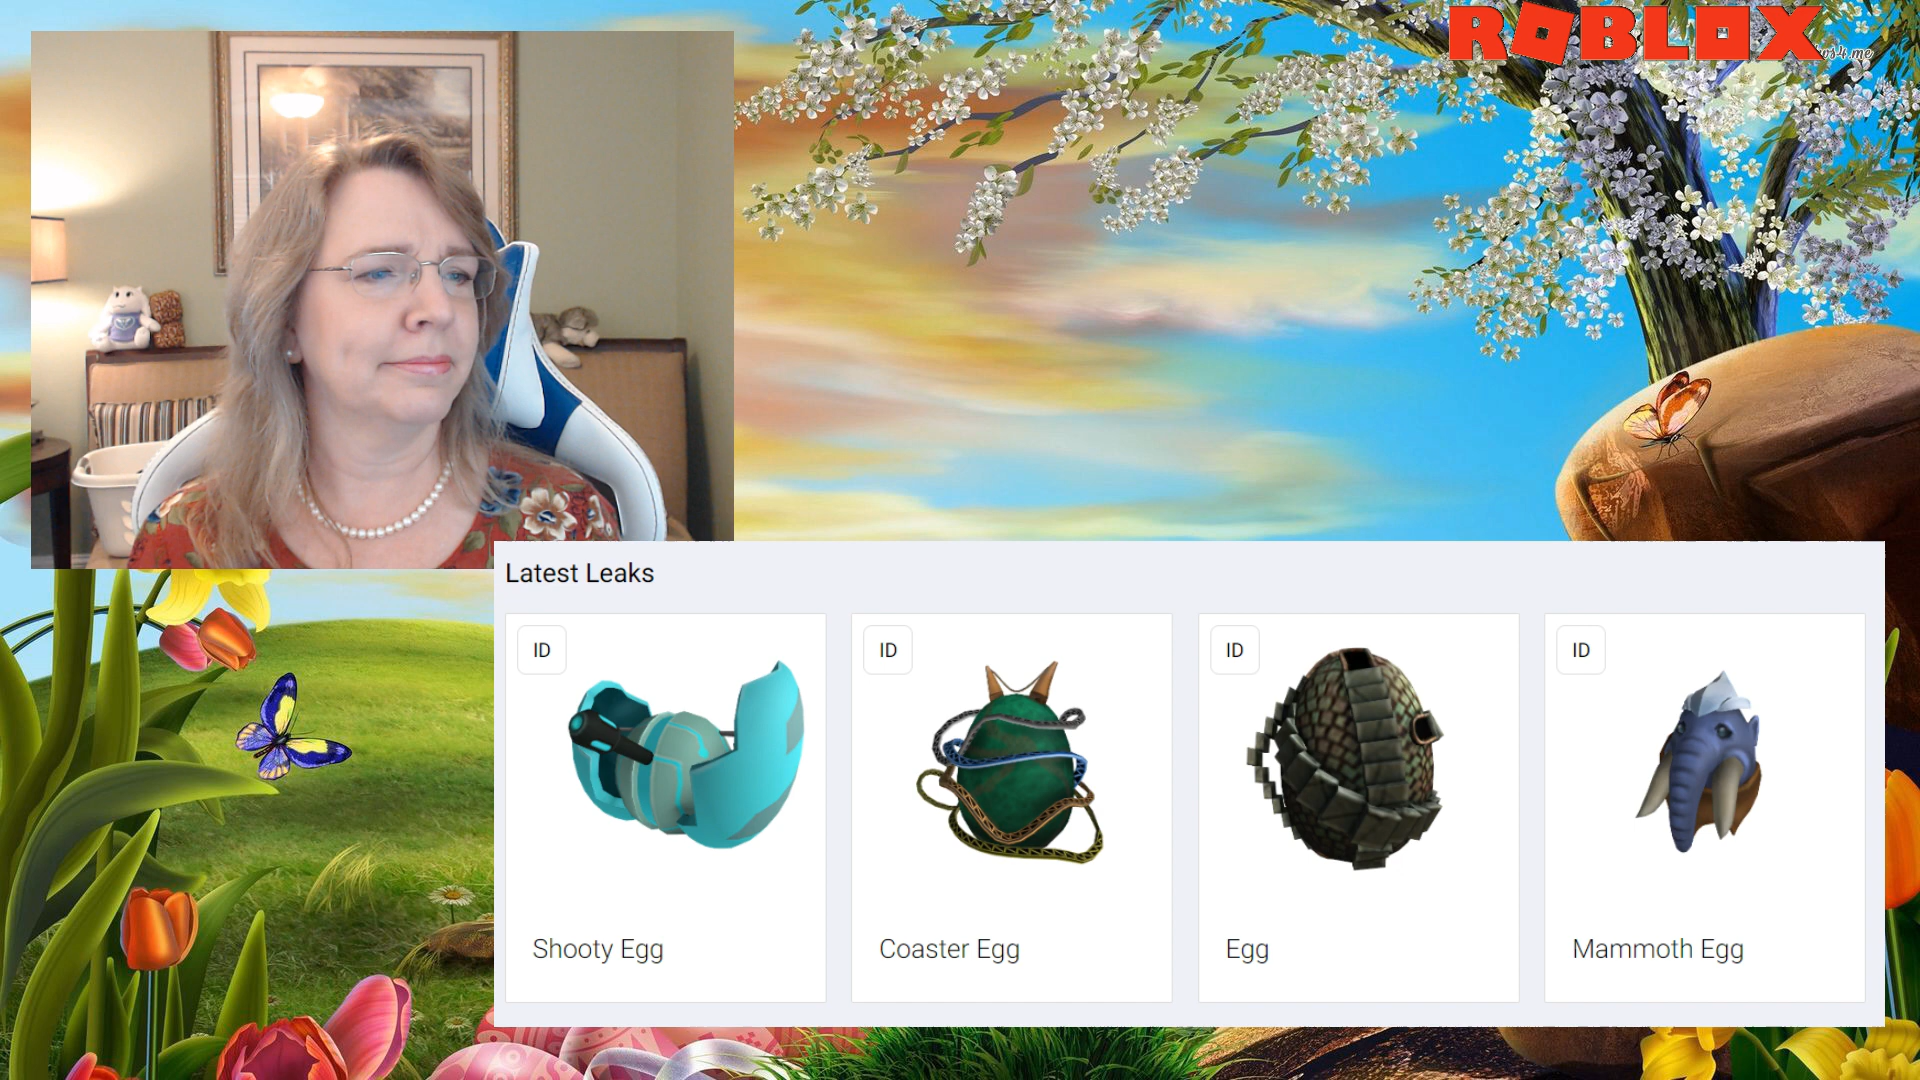 ROBLOX
Latest Leaks
ID
ID
ID
ID
Shooty Egg
Coaster Egg
Egg
Mammoth Egg